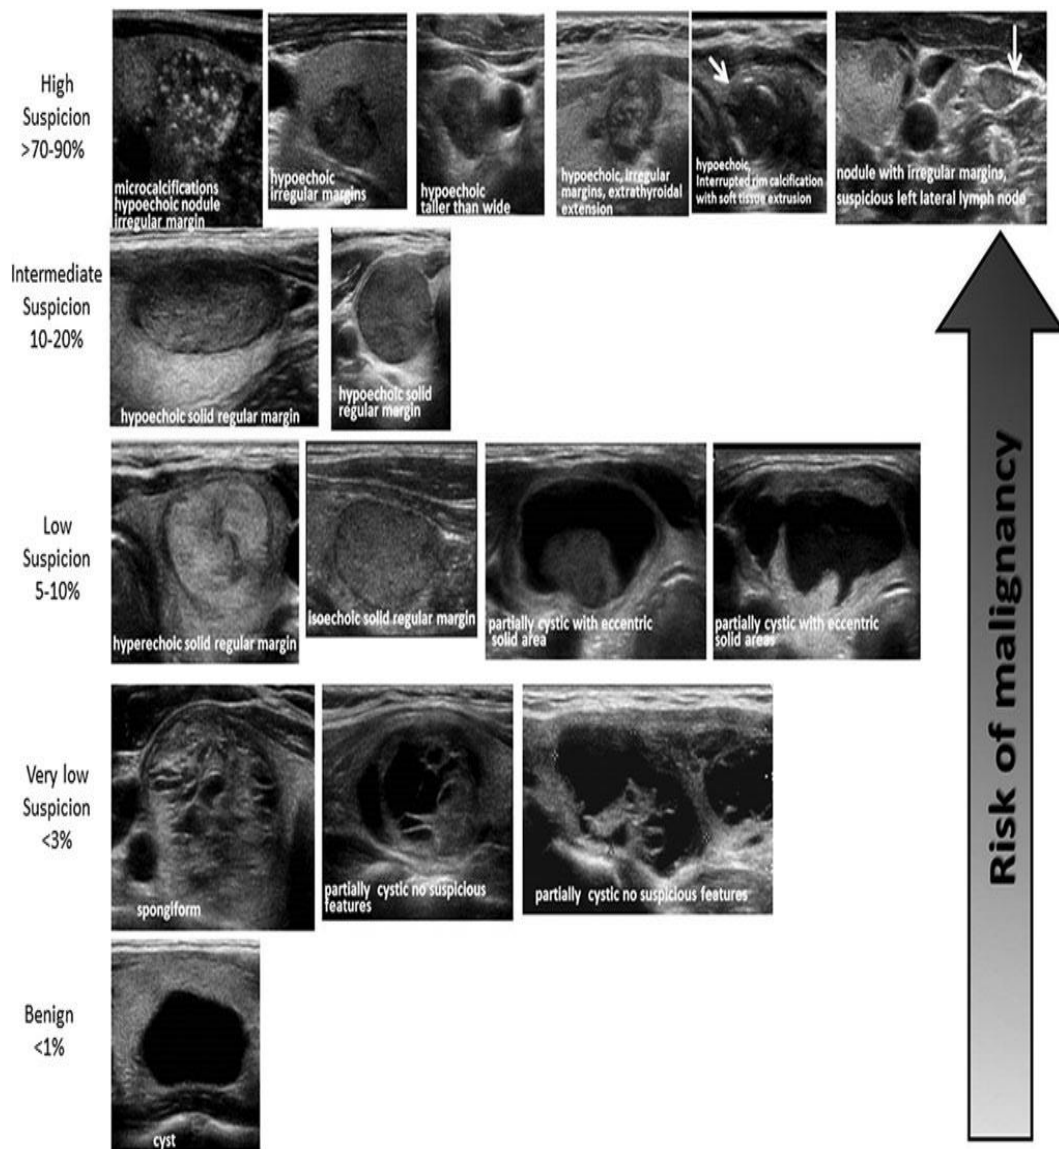 High
Suspicion
>70-90%
microcalcifications
hypoechoic nodule
irregular margin
hypoechoic
irregular margins
hypoechoic
taller than wide
hypoechoic, irregular
margins, extrathyroidal
extension
hypoechoic,
Interrupted rim calcification
with soft tissue extrusion
nodule with irregular margins,
suspicious left lateral lymph node
Intermediate
Suspicion
10-20%
hypoechoic solid regular margin
hypoechoic solid
regular margin
Low
Suspicion
5-10%
hyperechoic solid regular margin
isoechoic solid regular margin
partially cystic with eccentric
solid area
partially cystic with eccentric
solid areas
Very low
Suspicion
<3%
spongiform
partially cystic no suspicious
features
partially cystic no suspicious features
Benign
<1%
cyst
Risk of malignancy